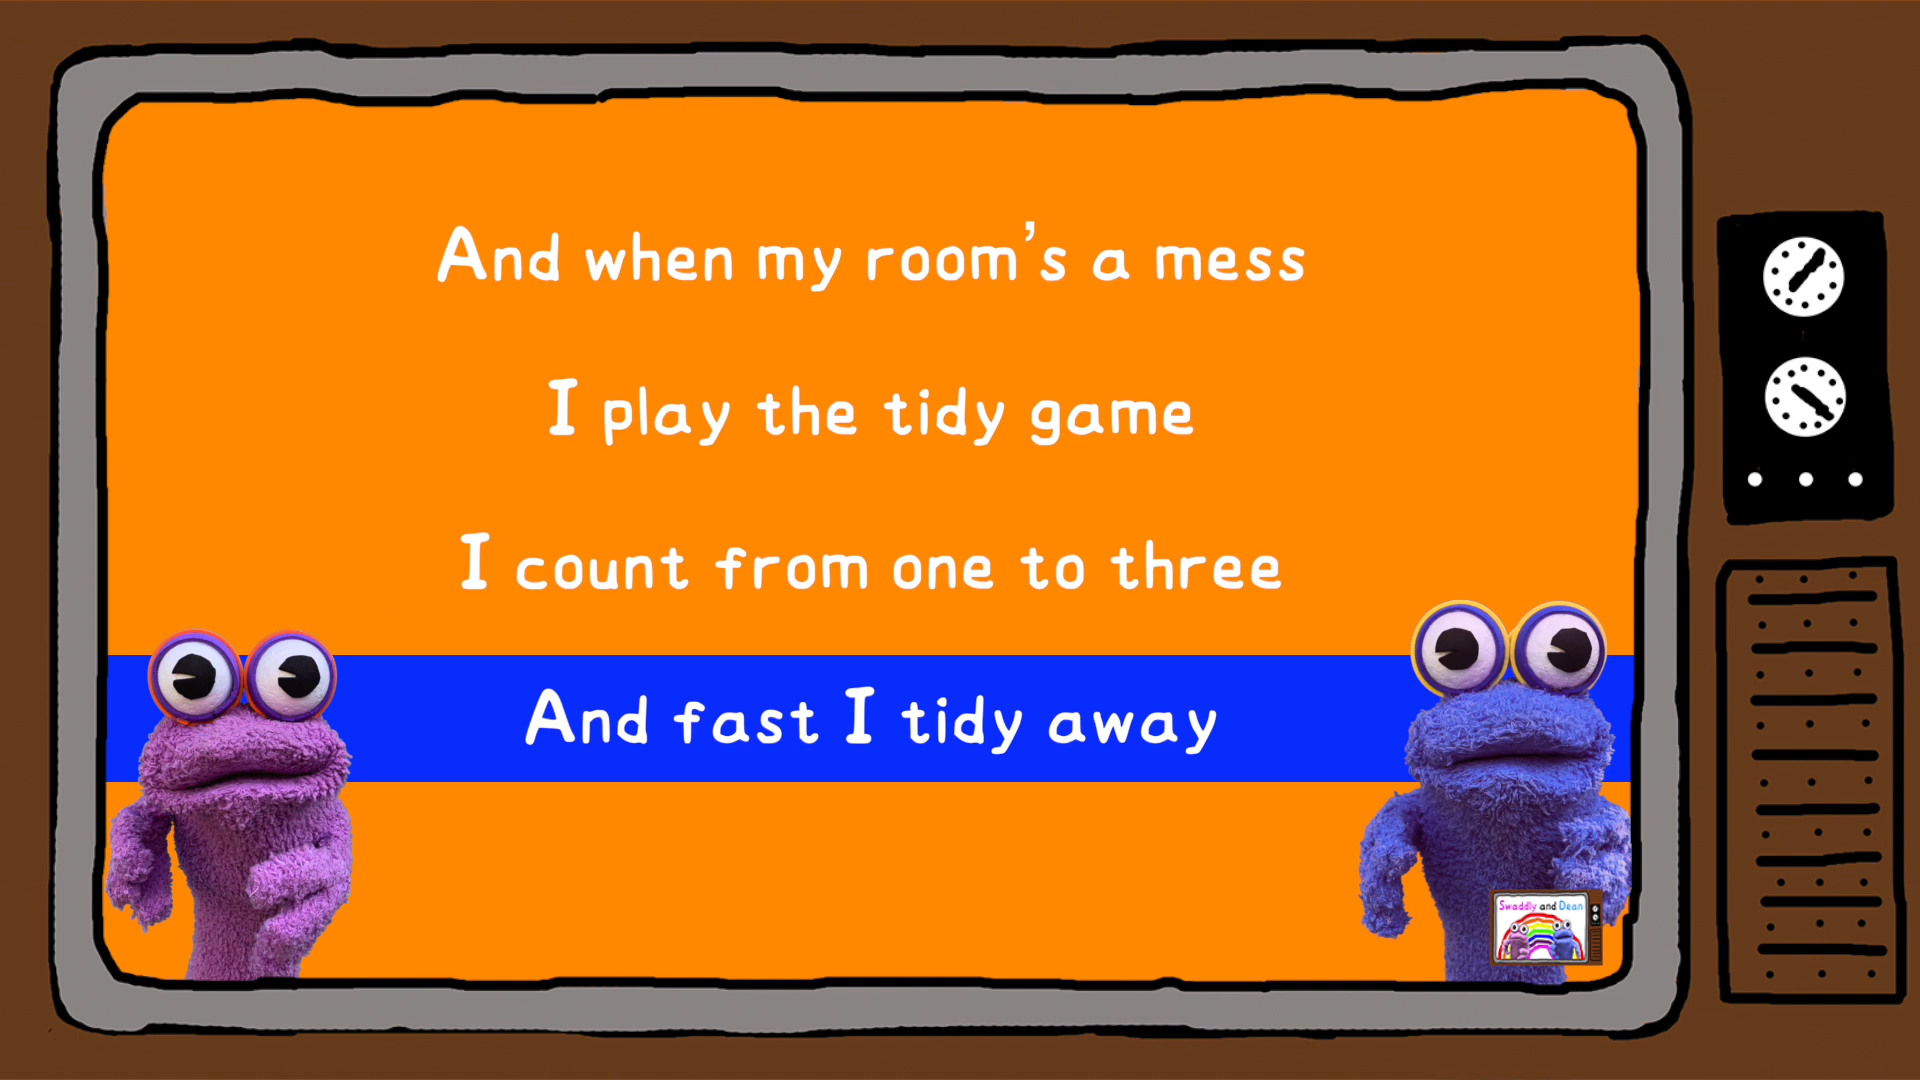 And when my room's a mess
I play the tidy game
I count from one to three
And fast I tidy away
Swaddly and Dean